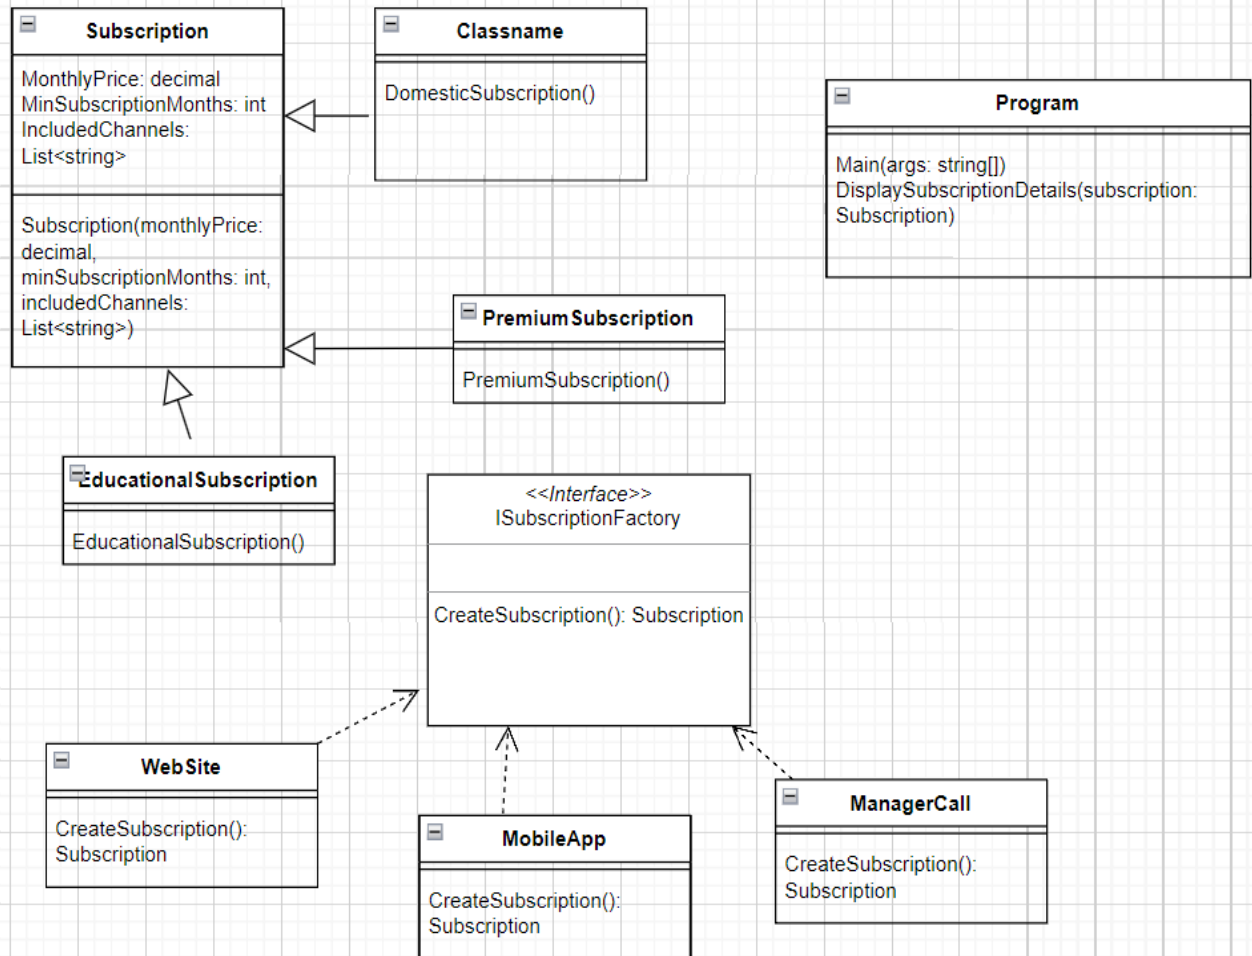 Subscription
MonthlyPrice: decimal
MinSubscriptionMonths: int
IncludedChannels:
List<string>
Subscription(monthlyPrice:
decimal,
minSubscriptionMonths: int,
includedChannels:
List<string>)
Classname
DomesticSubscription()
Program
Main(args: string[])
DisplaySubscriptionDetails(subscription:
Subscription)
PremiumSubscription
PremiumSubscription()
EducationalSubscription
EducationalSubscription()
<<Interface>>
ISubscriptionFactory
CreateSubscription(): Subscription
WebSite
CreateSubscription():
Subscription
MobileApp
CreateSubscription():
Subscription
ManagerCall
CreateSubscription():
Subscription